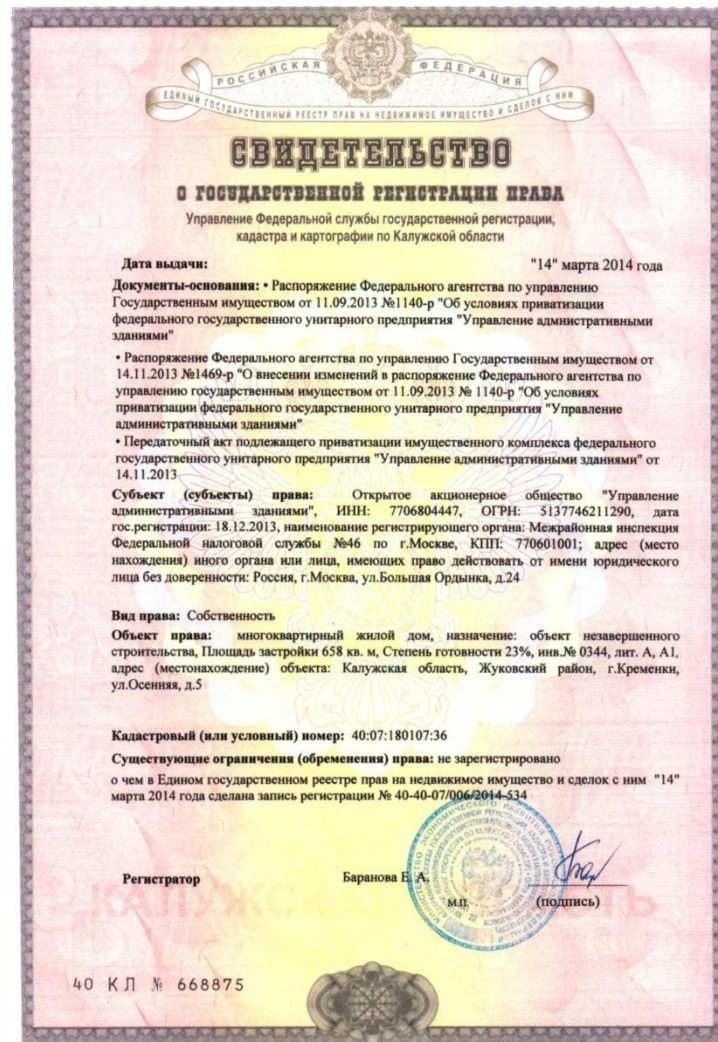 РОССИЙСКАЯ ФЕДЕРАЦИЯ
ЕДИНЫЙ ГОСУДАРСТВЕННЫЙ РЕЕСТР ПРАВ НА НЕДВИЖИМОЕ ИМУЩЕСТВО И СДЕЛОК С НИМ
СВИДЕТЕЛЬСТВО
О ГОСУДАРСТВЕННОЙ РЕГИСТРАЦИИ ПРАВА
Управление Федеральной службы государственной регистрации,
кадастра и картографии по Калужской области
Дата выдачи: "14" марта 2014 года
Документы-основания: • Распоряжение Федерального агентства по управлению
Государственным имуществом от 11.09.2013 №1140-р "Об условиях приватизации
федерального государственного унитарного предприятия "Управление адмнистративными
зданиями"
• Распоряжение Федерального агентства по управлению Государственным имуществом от
14.11.2013 №1469-р "О внесении изменений в распоряжение Федерального агентства по
управлению государственным имуществом от 11.09.2013 № 1140-р "Об условиях
приватизации федерального государственного унитарного предприятия "Управление
административными зданиями"
• Передаточный акт подлежащего приватизации имущественного комплекса федерального
государственного унитарного предприятия "Управление административными зданиями" от
14.11.2013
Субъект (субъекты) права: Открытое акционерное общество "Управление
административными зданиями", ИНН: 7706804447, ОГРН: 5137746211290, дата
гос.регистрации: 18.12.2013, наименование регистрирующего органа: Межрайонная инспекция
Федеральной налоговой службы №46 по г.Москве, КПП: 770601001; адрес (место
нахождения) иного органа или лица, имеющих право действовать от имени юридического
лица без доверенности: Россия, г.Москва, ул.Большая Ордынка, д.24
Вид права: Собственность
Объект права: многоквартирный жилой дом, назначение: объект незавершенного
строительства, Площадь застройки 658 кв. м, Степень готовности 23%, инв.№ 0344, лит. А, А1,
адрес (местонахождение) объекта: Калужская область, Жуковский район, г.Кременки,
ул.Осенняя, д.5
Кадастровый (или условный) номер: 40:07:180107:36
Существующие ограничения (обременения) права: не зарегистрировано
о чем в Едином государственном реестре прав на недвижимое имущество и сделок с ним "14"
марта 2014 года сделана запись регистрации № 40-40-07/006/2014-534
Регистратор Баранова Е. А.
м.п. (подпись)
40 КЛ № 668875